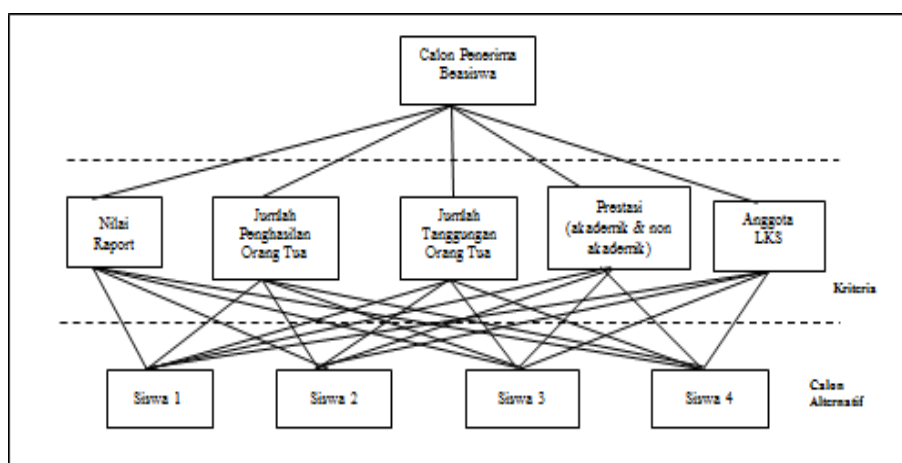 Calon Penerima
Beasiswa
Nilai
Raport
Jumlah
Penghasilan
Orang Tua
Jumlah
Tanggungan
Orang Tua
Prestasi
(akademik & non
akademik)
Anggota
LKS
Kriteria
Siswa 1
Siswa 2
Siswa 3
Siswa 4
Calon
Alternatif